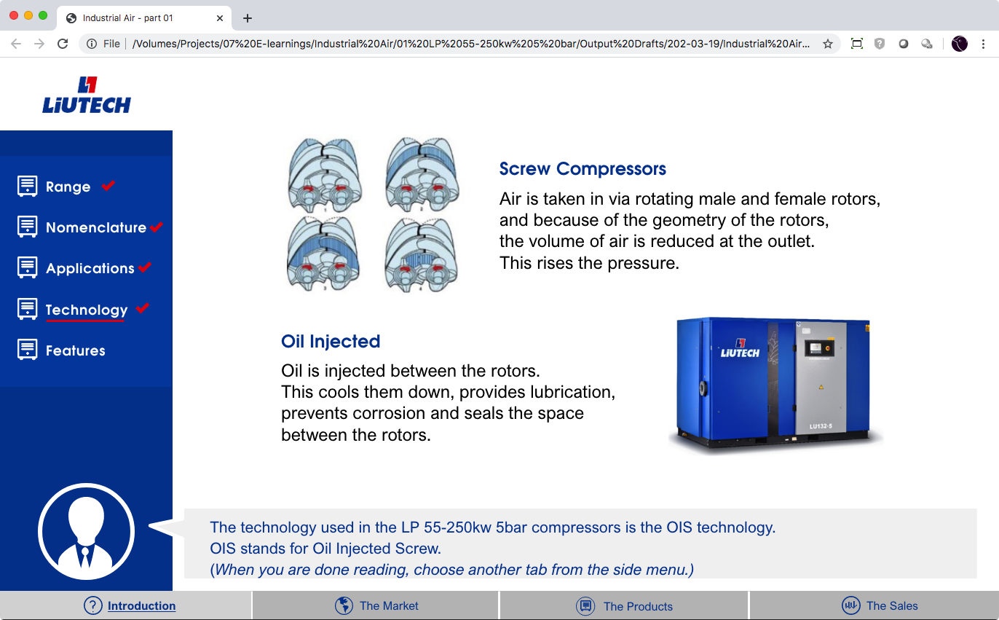 Industrial Air - part 01
File
/Volumes/Projects/07%20E-learnings/Industrial%20Air/01%20LP%2055-250kw%205%20bar/Output%20Drafts/202-03-19/Industrial%20Air...
LiUTECH
Range
Nomenclature
Applications
Technology
Features
1
2
3
4
Screw Compressors
Air is taken in via rotating male and female rotors,
and because of the geometry of the rotors,
the volume of air is reduced at the outlet.
This rises the pressure.
Oil Injected
Oil is injected between the rotors.
This cools them down, provides lubrication,
prevents corrosion and seals the space
between the rotors.
LiUTECH
LU132-5
The technology used in the LP 55-250kw 5bar compressors is the OIS technology.
OIS stands for Oil Injected Screw.
(When you are done reading, choose another tab from the side menu.)
? Introduction
The Market
The Products
The Sales